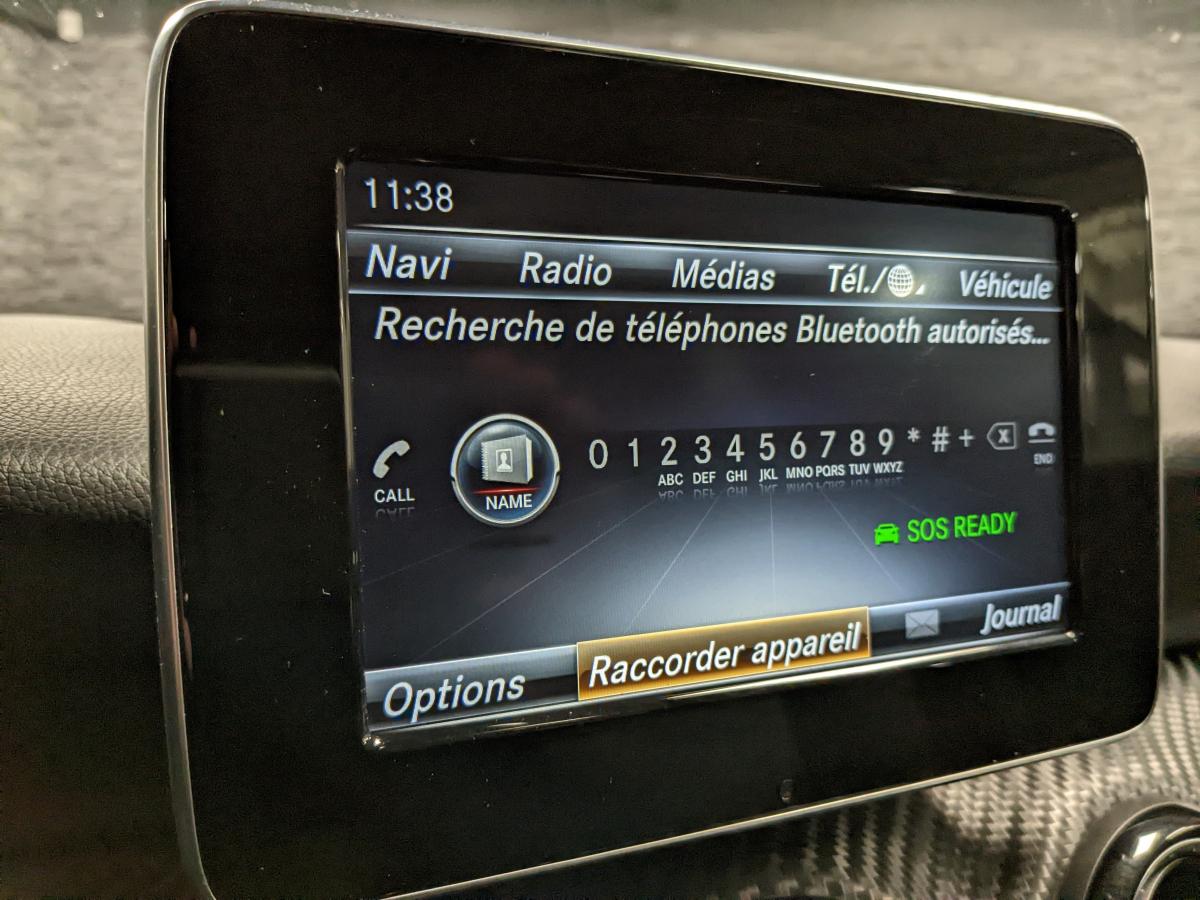 11:38
Navi Radio Médias Tél./ Véhicule
Recherche de téléphones Bluetooth autorisés...
CALL NAME 0 1 2 ABC 3 DEF 4 GHI 5 JKL 6 MNO 7 PQRS 8 TUV 9 WXYZ * # + X END
SOS READY
Options Raccorder appareil Journal